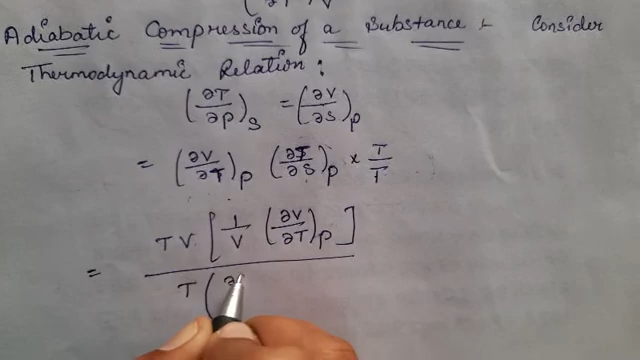 Adiabatic Compression of a Substance :- Consider
Thermodynamic Relation :
(∂T/∂P)s = (∂V/∂S)p
= (∂V/∂T)p (∂T/∂S)p × T/T
= TV [1/V (∂V/∂T)p] / T(∂